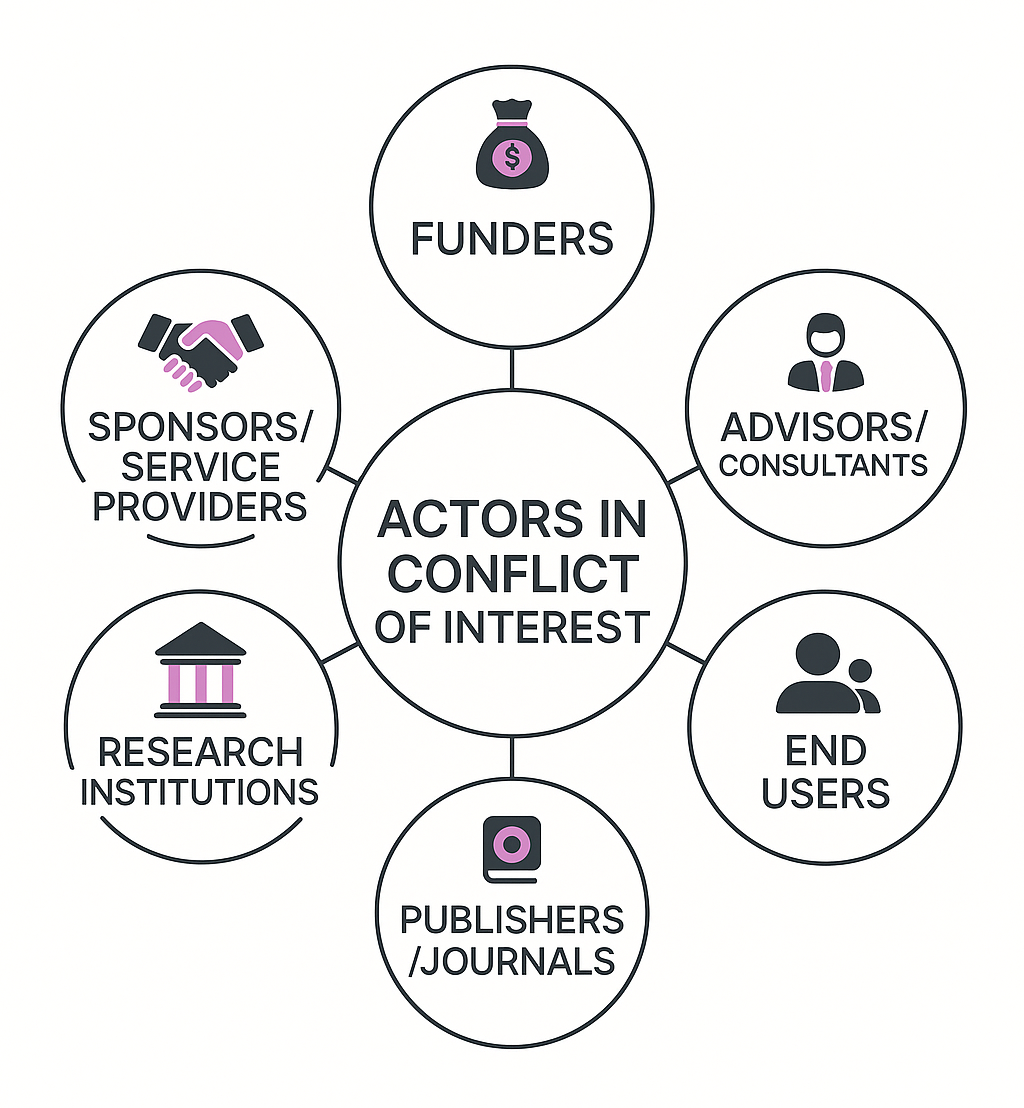 $
FUNDERS
SPONSORS/
SERVICE
PROVIDERS
ADVISORS/
CONSULTANTS
ACTORS IN
CONFLICT
OF INTEREST
RESEARCH
INSTITUTIONS
END
USERS
PUBLISHERS
/JOURNALS